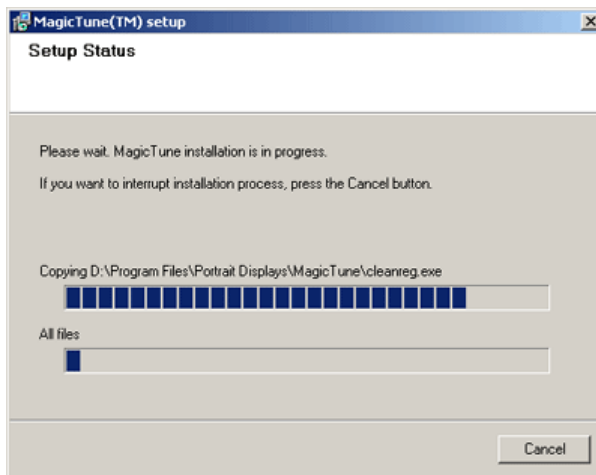 MagicTune(TM) setup
Setup Status
Please wait. MagicTune installation is in progress.
If you want to interrupt installation process, press the Cancel button.
Copying D:\Program Files\Portrait Displays\MagicTune\cleanreg.exe
All files
Cancel